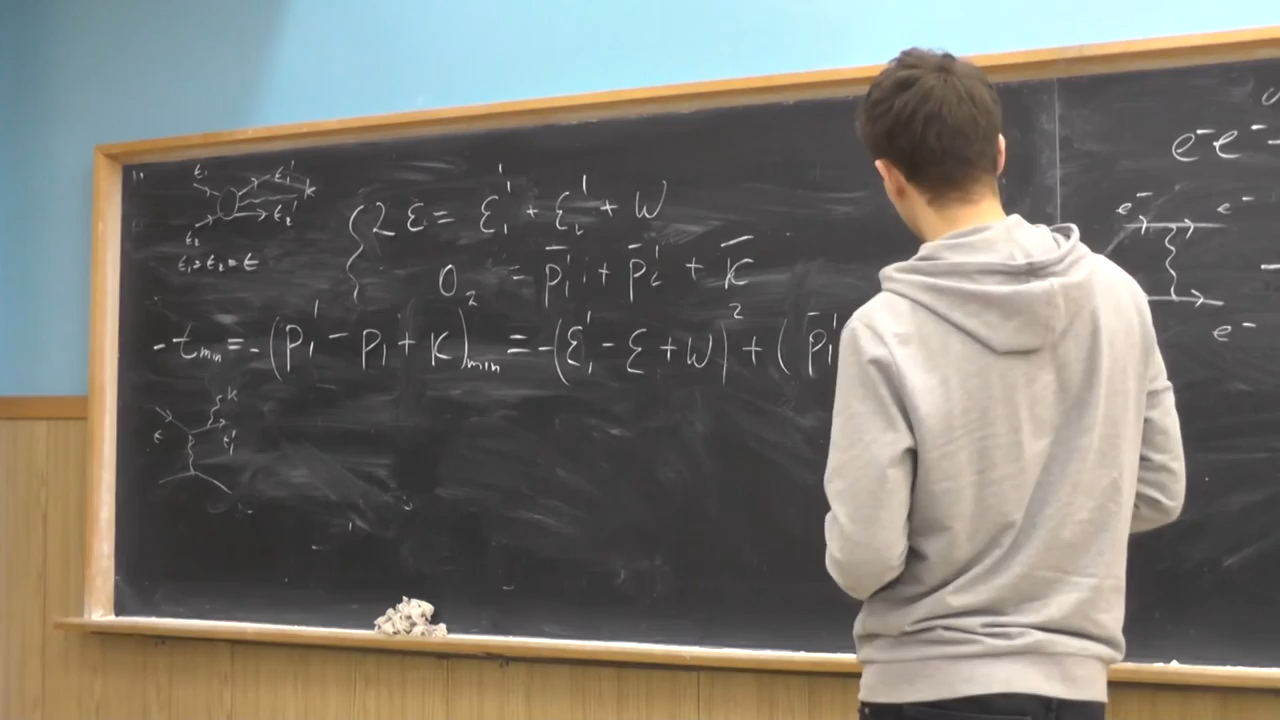 ε₁ ε₁' k
ε₂ ε₂'
ε₁ = ε₂ = ε
{ 2ε = ε₁' + ε₂' + w
0 = p̄₁' + p̄₂' + k̄
- t_min = -(p₁' - p₁ + k)²_min = -(ε₁' - ε + w)² + (p̄₁'
k
ε ε₁'
e⁻e⁻ →
e⁻ e⁻
e⁻